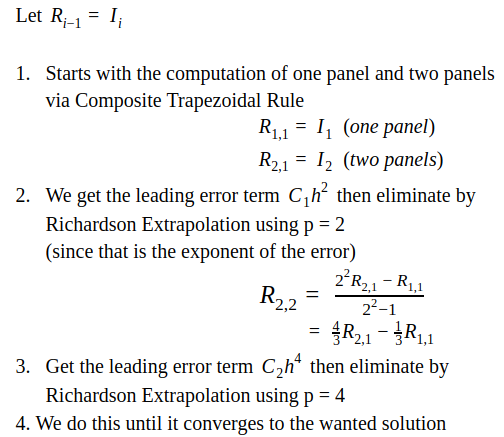 Let R_{i−1} = I_i
1. Starts with the computation of one panel and two panels
via Composite Trapezoidal Rule
R_{1,1} = I_1 (one panel)
R_{2,1} = I_2 (two panels)
2. We get the leading error term C_1h^2 then eliminate by
Richardson Extrapolation using p = 2
(since that is the exponent of the error)
R_{2,2} = \frac{2^2R_{2,1} − R_{1,1}}{2^2−1}
= \frac{4}{3}R_{2,1} − \frac{1}{3}R_{1,1}
3. Get the leading error term C_2h^4 then eliminate by
Richardson Extrapolation using p = 4
4. We do this until it converges to the wanted solution